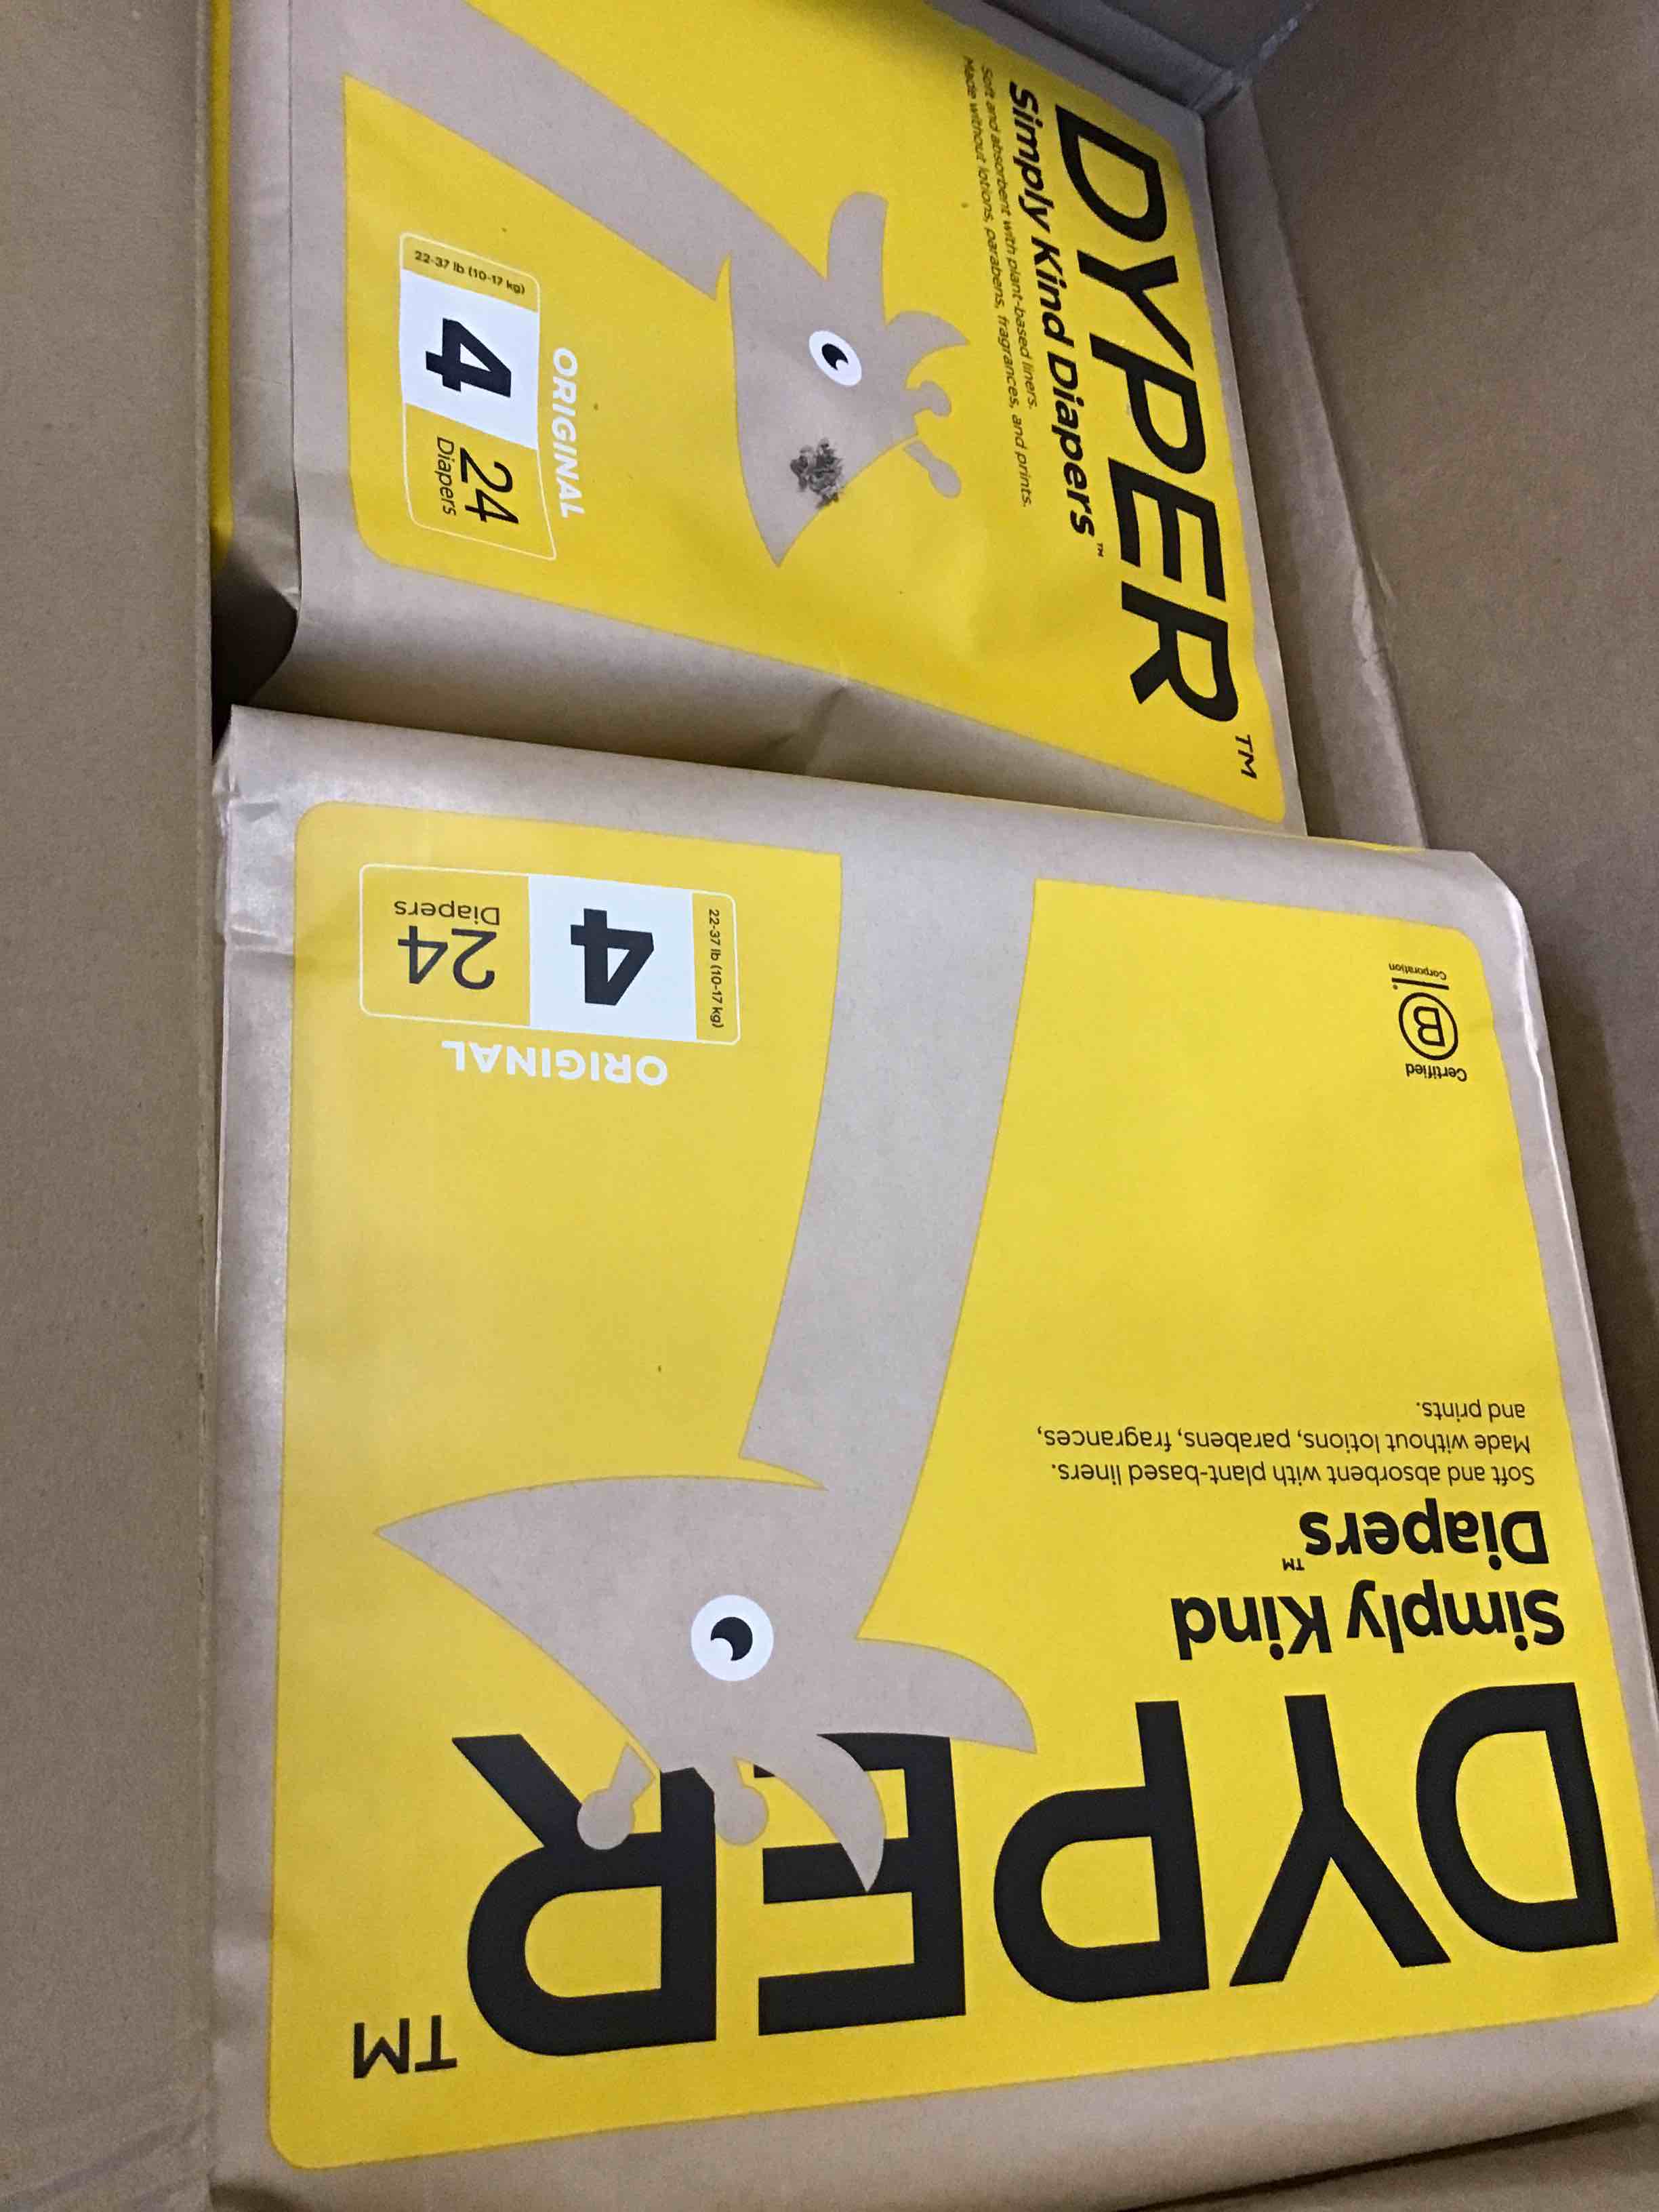 DYPER™
Simply Kind Diapers™
Soft and absorbent with plant-based liners.
Made without lotions, parabens, fragrances, and prints.
ORIGINAL
22-37 lb (10-17 kg)
4
24
Diapers
DYPER™
Simply Kind
Diapers™
Soft and absorbent with plant-based liners.
Made without lotions, parabens, fragrances,
and prints.
Certified
B
Corporation
ORIGINAL
22-37 lb (10-17 kg)
4
24
Diapers